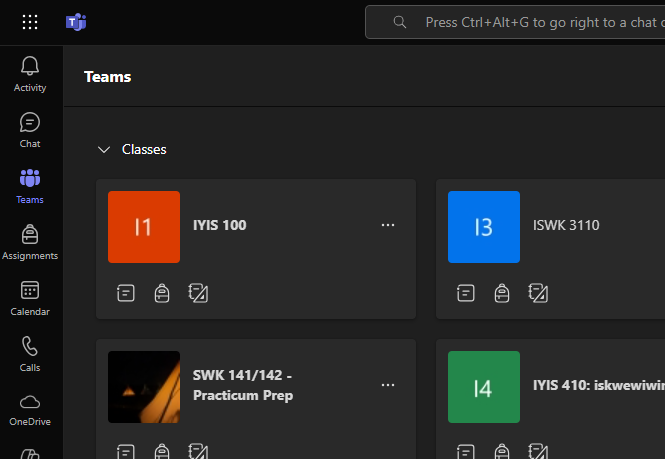 Press Ctrl+Alt+G to go right to a chat
Activity
Chat
Teams
Assignments
Calendar
Calls
OneDrive
Teams
Classes
I1
IYIS 100
I3
ISWK 3110
SWK 141/142 -
Practicum Prep
I4
IYIS 410: iskwewiwin